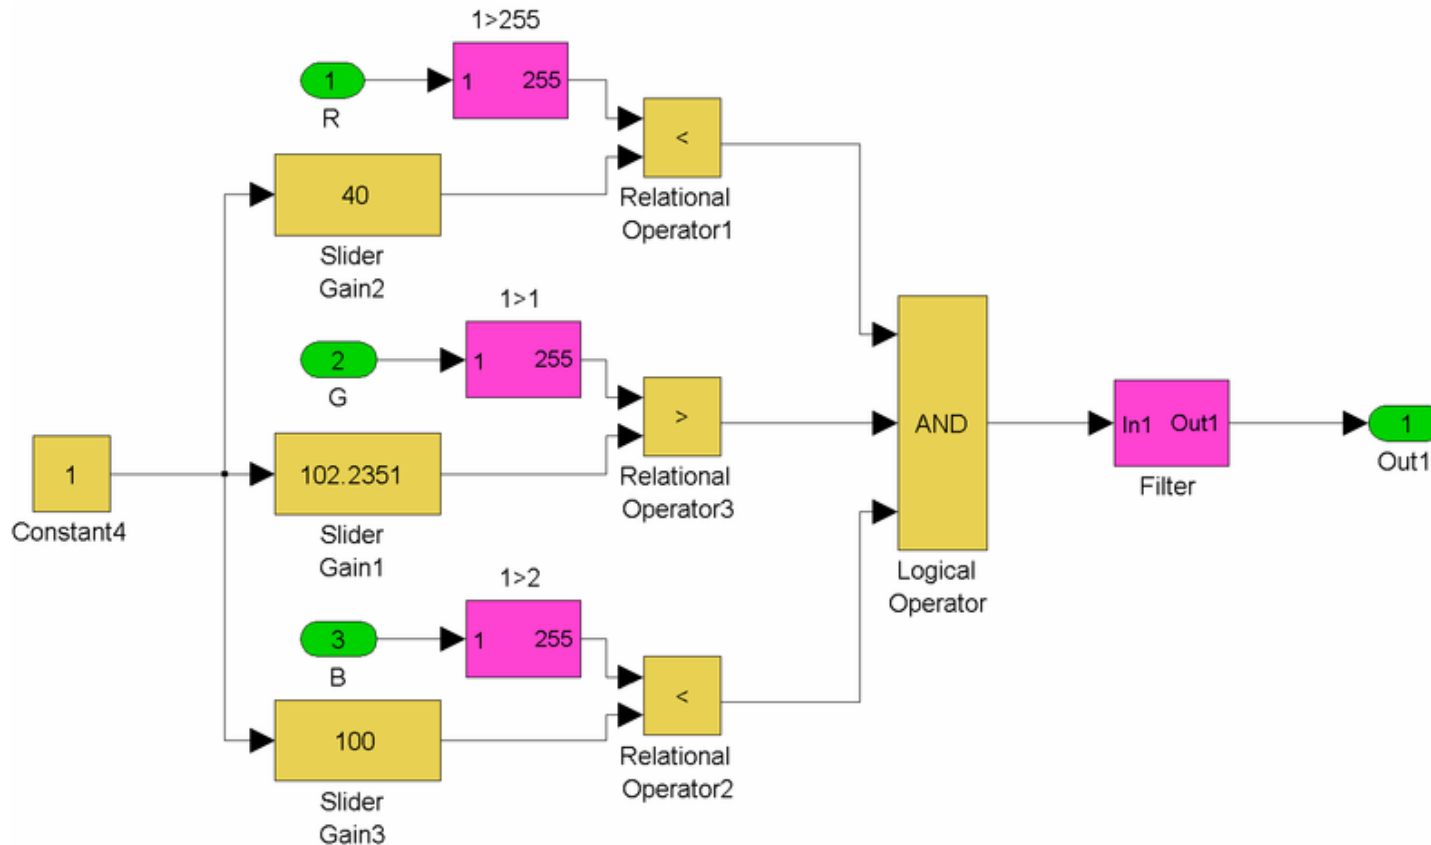 1>255
1
R
1 255
<
Relational
Operator1
40
Slider
Gain2
1>1
2
G
1 255
>
Relational
Operator3
1
Constant4
102.2351
Slider
Gain1
AND
Logical
Operator
In1 Out1
Filter
1
Out1
1>2
3
B
1 255
<
Relational
Operator2
100
Slider
Gain3